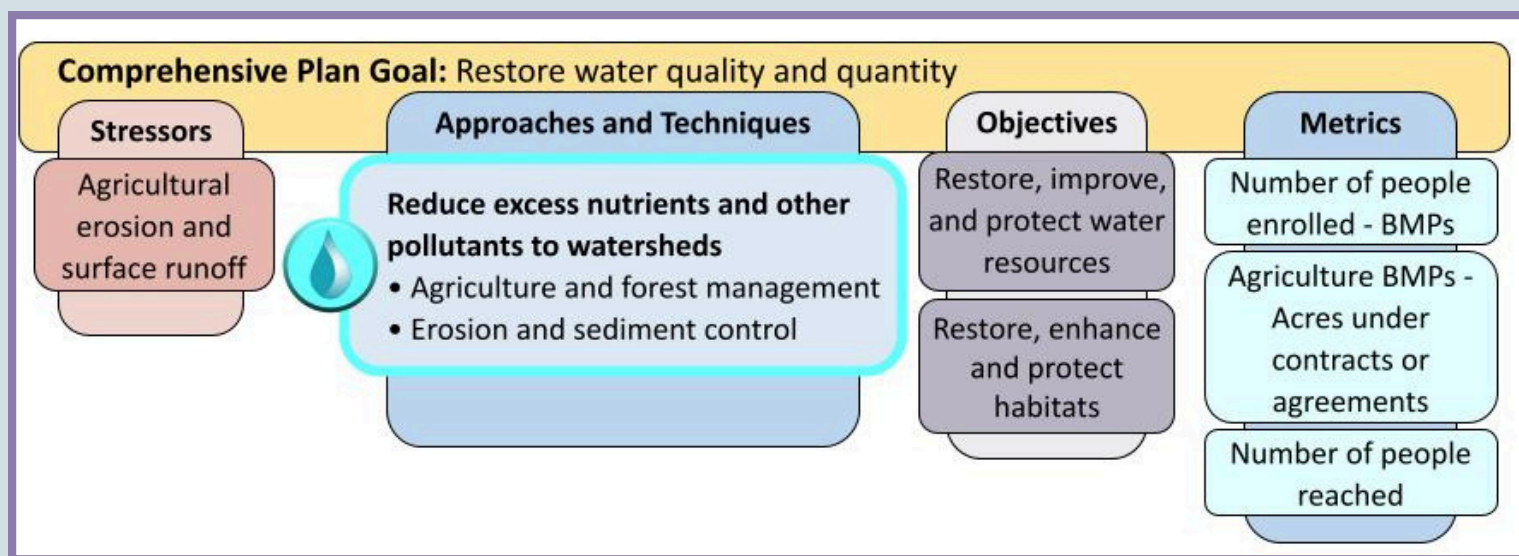 Comprehensive Plan Goal: Restore water quality and quantity
Stressors
Agricultural
erosion and
surface runoff
Approaches and Techniques
Reduce excess nutrients and other
pollutants to watersheds
• Agriculture and forest management
• Erosion and sediment control
Objectives
Restore, improve,
and protect water
resources
Restore, enhance
and protect
habitats
Metrics
Number of people
enrolled - BMPs
Agriculture BMPs -
Acres under
contracts or
agreements
Number of people
reached